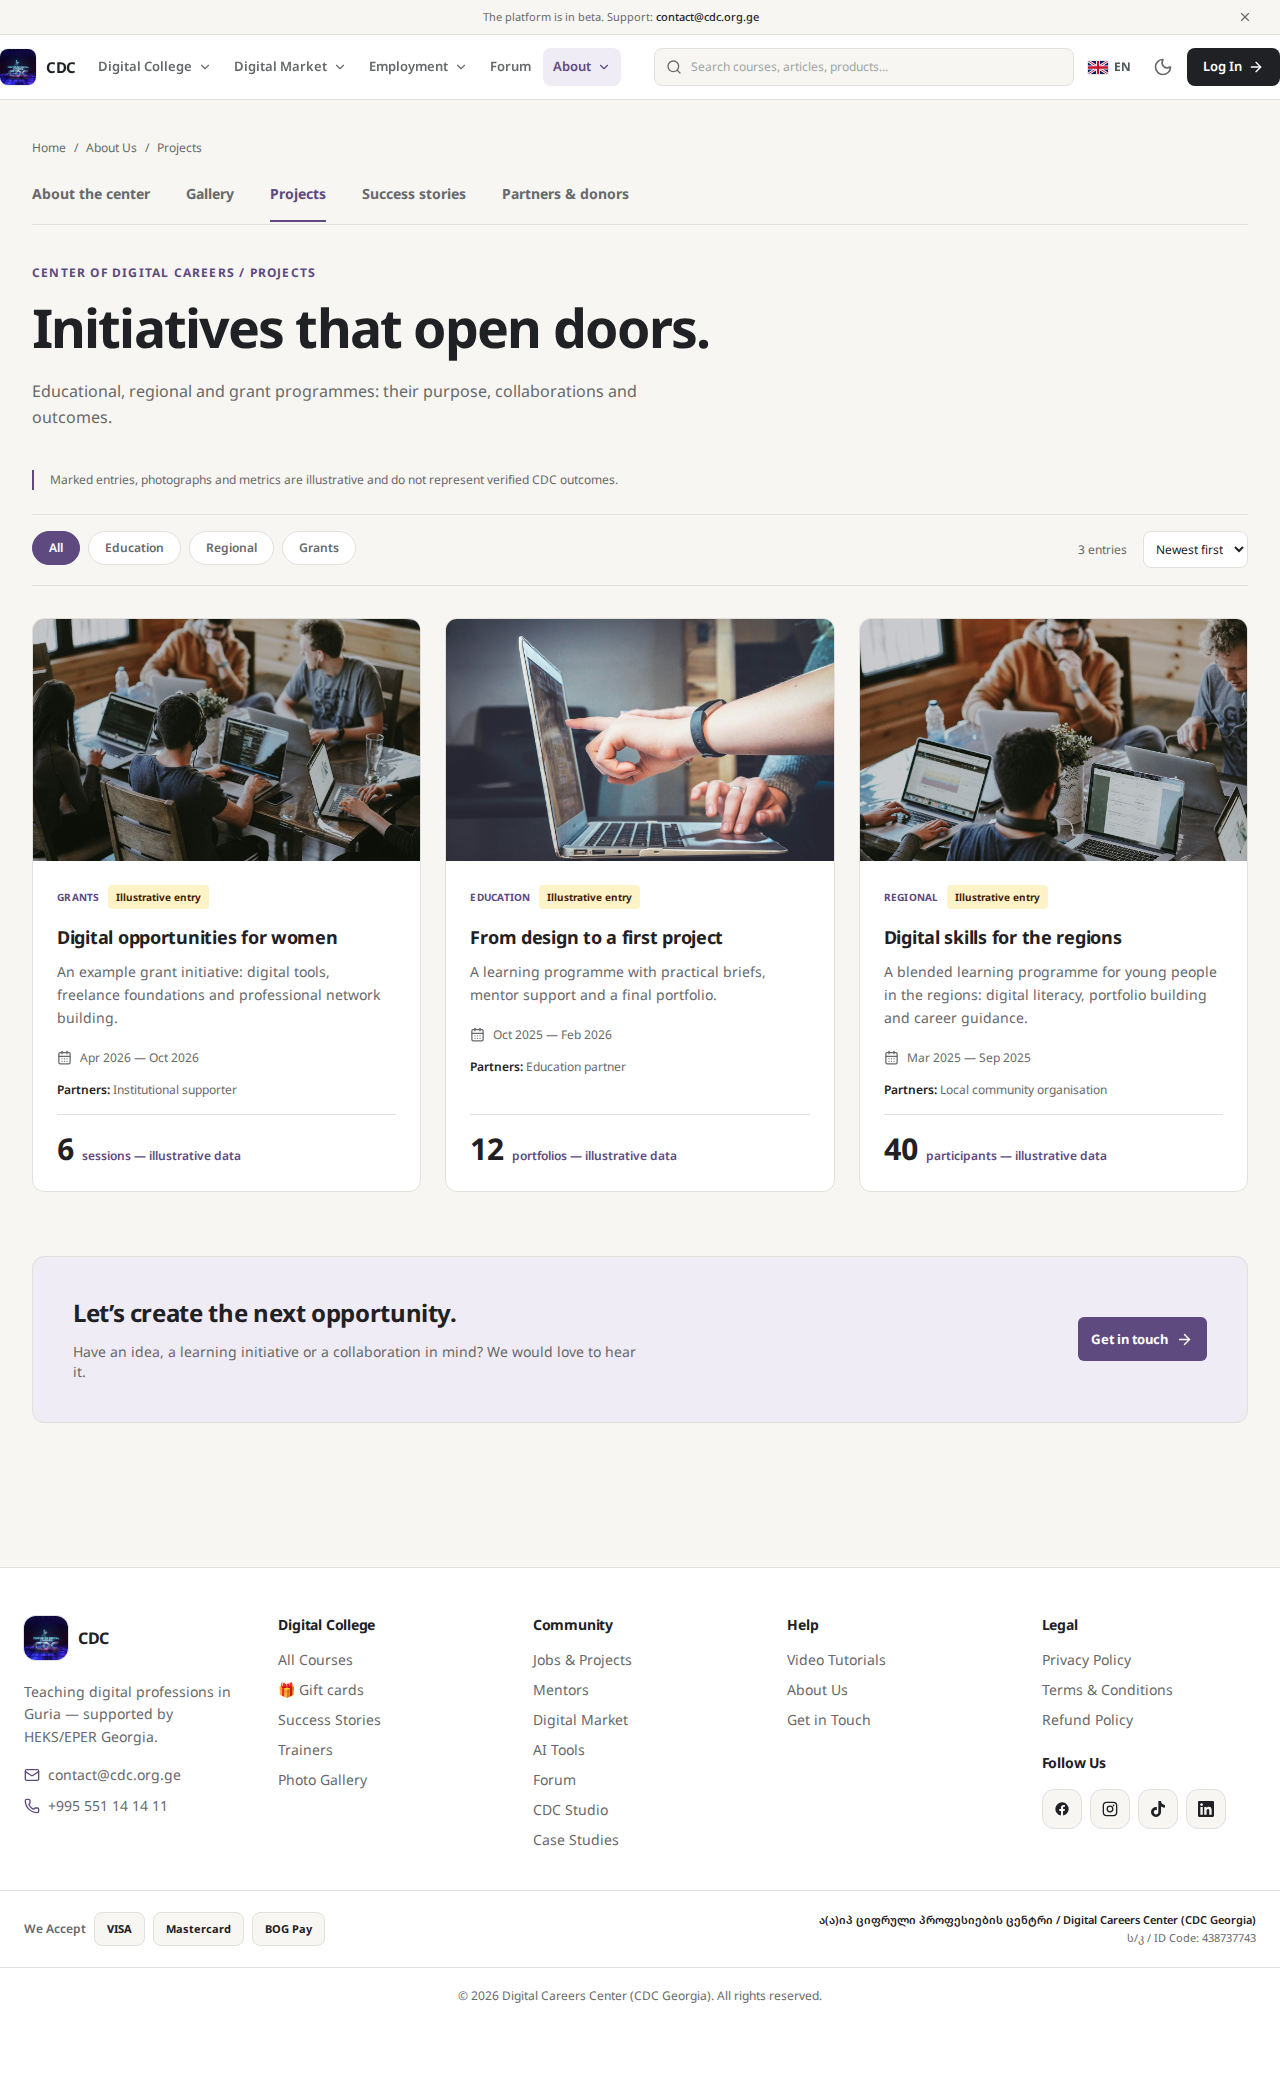 The platform is in beta. Support: contact@cdc.org.ge
CDC
Digital College
Digital Market
Employment
Forum
About
Search courses, articles, products...
EN
Log In
Home / About Us / Projects
About the center
Gallery
Projects
Success stories
Partners & donors
CENTER OF DIGITAL CAREERS / PROJECTS
Initiatives that open doors.
Educational, regional and grant programmes: their purpose, collaborations and
outcomes.
Marked entries, photographs and metrics are illustrative and do not represent verified CDC outcomes.
All
Education
Regional
Grants
3 entries
Newest first
GRANTS Illustrative entry
Digital opportunities for women
An example grant initiative: digital tools,
freelance foundations and professional network
building.
Apr 2026 — Oct 2026
Partners: Institutional supporter
6 sessions — illustrative data
EDUCATION Illustrative entry
From design to a first project
A learning programme with practical briefs,
mentor support and a final portfolio.
Oct 2025 — Feb 2026
Partners: Education partner
12 portfolios — illustrative data
REGIONAL Illustrative entry
Digital skills for the regions
A blended learning programme for young people
in the regions: digital literacy, portfolio building
and career guidance.
Mar 2025 — Sep 2025
Partners: Local community organisation
40 participants — illustrative data
Let’s create the next opportunity.
Have an idea, a learning initiative or a collaboration in mind? We would love to hear
it.
Get in touch
CDC
Teaching digital professions in
Guria — supported by
HEKS/EPER Georgia.
contact@cdc.org.ge
+995 551 14 14 11
Digital College
All Courses
🎁 Gift cards
Success Stories
Trainers
Photo Gallery
Community
Jobs & Projects
Mentors
Digital Market
AI Tools
Forum
CDC Studio
Case Studies
Help
Video Tutorials
About Us
Get in Touch
Legal
Privacy Policy
Terms & Conditions
Refund Policy
Follow Us
We Accept
VISA
Mastercard
BOG Pay
ა(ა)იპ ციფრული პროფესიების ცენტრი / Digital Careers Center (CDC Georgia)
ს/კ / ID Code: 438737743
© 2026 Digital Careers Center (CDC Georgia). All rights reserved.